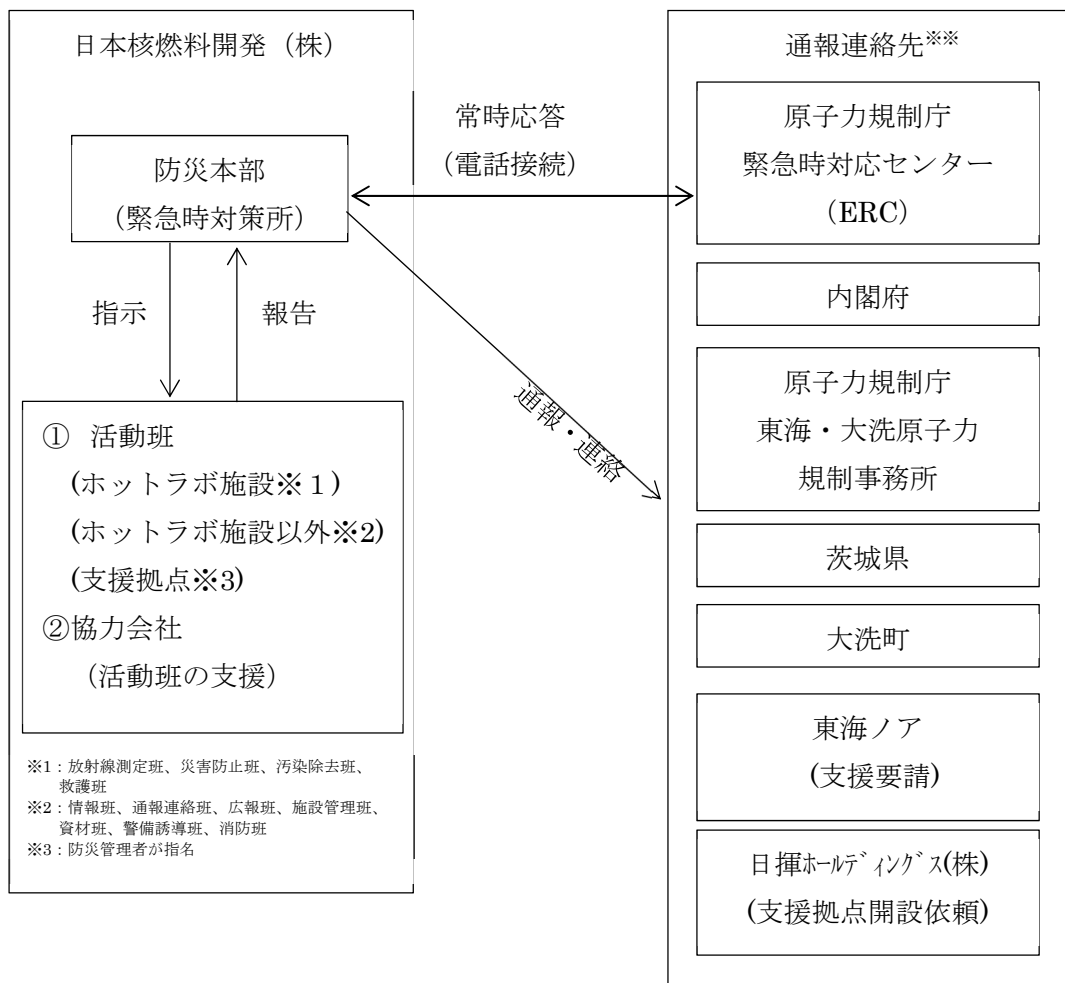 日本核燃料開発（株）
防災本部
（緊急時対策所）
指示
報告
① 活動班
(ホットラボ施設※１)
(ホットラボ施設以外※2)
(支援拠点※3)
②協力会社
（活動班の支援）
※1：放射線測定班、災害防止班、汚染除去班、
救護班
※2：情報班、通報連絡班、広報班、施設管理班、
資材班、警備誘導班、消防班
※3：防災管理者が指名
常時応答
（電話接続）
通報・連絡
通報連絡先※※
原子力規制庁
緊急時対応センター
（ERC）
内閣府
原子力規制庁
東海・大洗原子力
規制事務所
茨城県
大洗町
東海ノア
(支援要請)
日揮ﾎｰﾙﾃﾞｨﾝｸﾞｽ(株)
(支援拠点開設依頼)